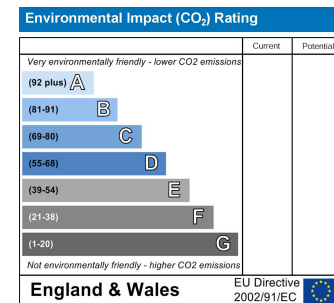 Environmental Impact (CO₂) Rating
Current Potential
Very environmentally friendly - lower CO2 emissions
(92 plus) A
(81-91) B
(69-80) C
(55-68) D
(39-54) E
(21-38) F
(1-20) G
Not environmentally friendly - higher CO2 emissions
England & Wales
EU Directive
2002/91/EC